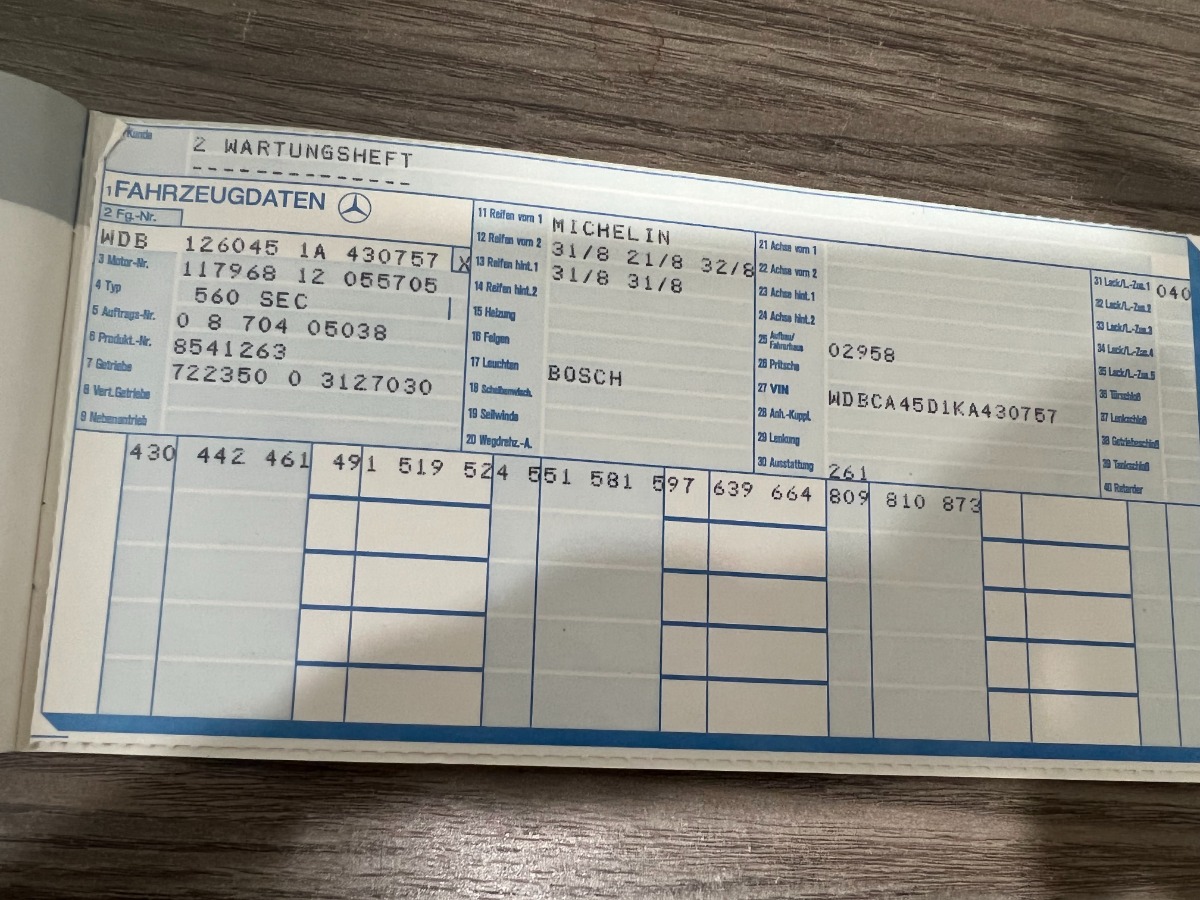 Kunde
2 WARTUNGSHEFT
--------------
1 FAHRZEUGDATEN
2 Fg.-Nr.
WDB 126045 1A 430757 X
3 Motor-Nr. 117968 12 055705
4 Typ 560 SEC
5 Auftrags-Nr. 0 8 704 05038
6 Produkt.-Nr. 8541263
7 Getriebe 722350 0 3127030
8 Vert.Getriebe
9 Nebenantrieb
11 Reifen vorn 1 MICHELIN
12 Reifen vorn 2 31/8 21/8 32/8
13 Reifen hint.1 31/8 31/8
14 Reifen hint.2
15 Heizung
16 Felgen
17 Leuchten BOSCH
18 Scheibenwisch.
19 Seilwinde
20 Wegdrehz.-A.
21 Achse vorn 1
22 Achse vorn 2
23 Achse hint.1
24 Achse hint.2
25 Aufbau/Fahrerhaus 02958
26 Pritsche
27 VIN WDBCA45D1KA430757
28 Anh.-Kuppl.
29 Lenkung
30 Ausstattung 261
31 Lack/L.-Zus.1 040
32 Lack/L.-Zus.2
33 Lack/L.-Zus.3
34 Lack/L.-Zus.4
35 Lack/L.-Zus.5
36 Türschloß
37 Lenkschloß
38 Getriebeschloß
39 Tankschloß
40 Retarder
430 442 461 491 519 524 551 581 597 639 664 809 810 873